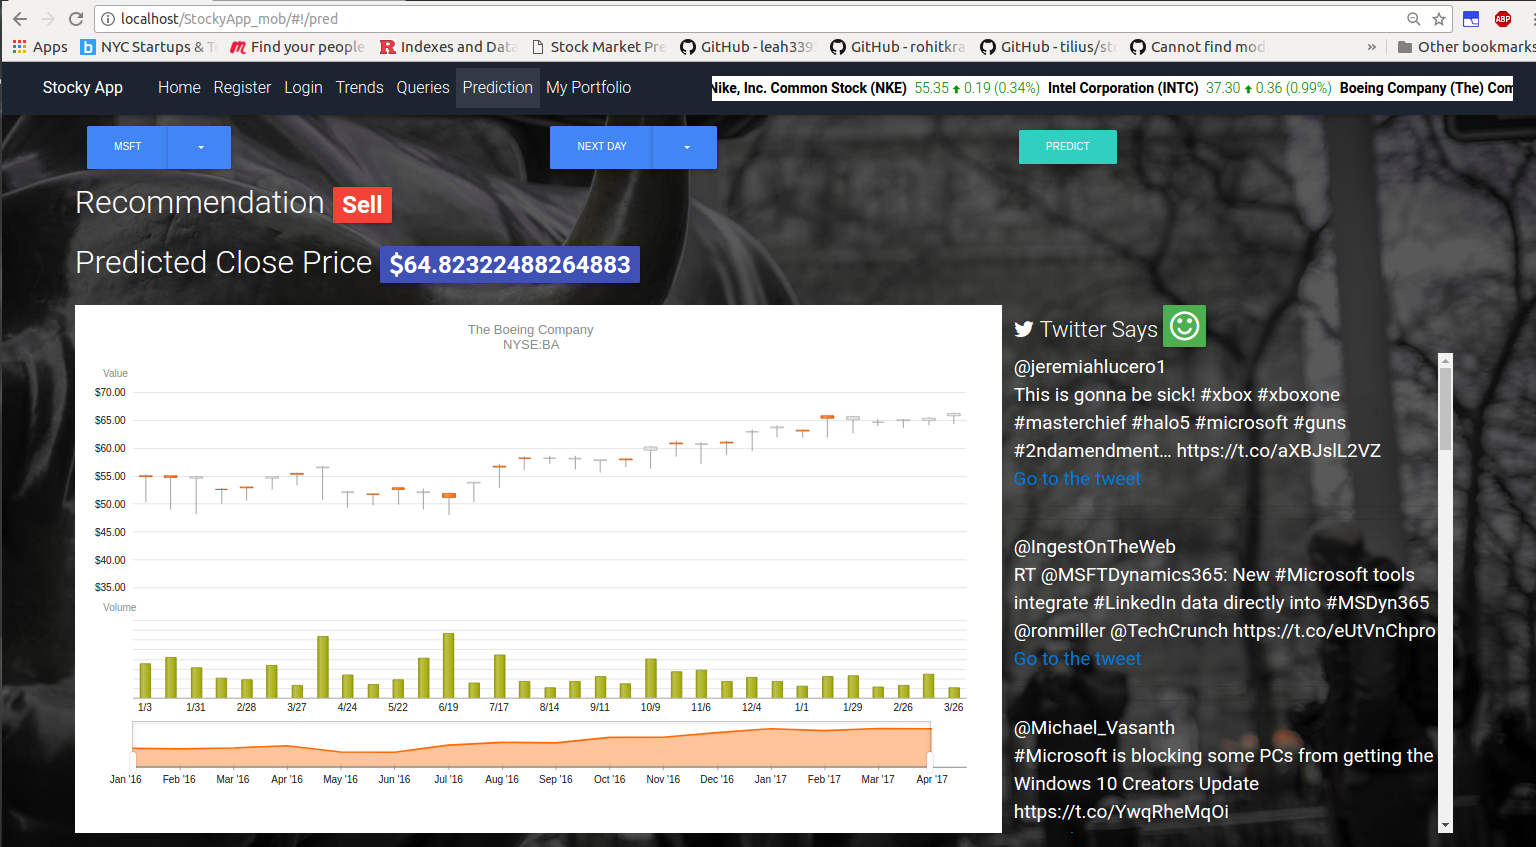 localhost/StockyApp_mob/#!/pred
Apps NYC Startups & Te Find your people Indexes and Data Stock Market Pre GitHub - leah339 GitHub - rohitkra GitHub - tilius/sto Cannot find mod » Other bookmarks
Stocky App Home Register Login Trends Queries Prediction My Portfolio Nike, Inc. Common Stock (NKE) 55.35 0.19 (0.34%) Intel Corporation (INTC) 37.30 0.36 (0.99%) Boeing Company (The) Com
MSFT NEXT DAY PREDICT
Recommendation Sell
Predicted Close Price $64.82322488264883
The Boeing Company
NYSE:BA
Value
$70.00
$65.00
$60.00
$55.00
$50.00
$45.00
$40.00
$35.00
Volume
1/3 1/31 2/28 3/27 4/24 5/22 6/19 7/17 8/14 9/11 10/9 11/6 12/4 1/1 1/29 2/26 3/26
Jan '16 Feb '16 Mar '16 Apr '16 May '16 Jun '16 Jul '16 Aug '16 Sep '16 Oct '16 Nov '16 Dec '16 Jan '17 Feb '17 Mar '17 Apr '17
Twitter Says
@jeremiahlucero1
This is gonna be sick! #xbox #xboxone
#masterchief #halo5 #microsoft #guns
#2ndamendment… https://t.co/aXBJslL2VZ
Go to the tweet
@IngestOnTheWeb
RT @MSFTDynamics365: New #Microsoft tools
integrate #LinkedIn data directly into #MSDyn365
@ronmiller @TechCrunch https://t.co/eUtVnChpro
Go to the tweet
@Michael_Vasanth
#Microsoft is blocking some PCs from getting the
Windows 10 Creators Update
https://t.co/YwqRheMqOi